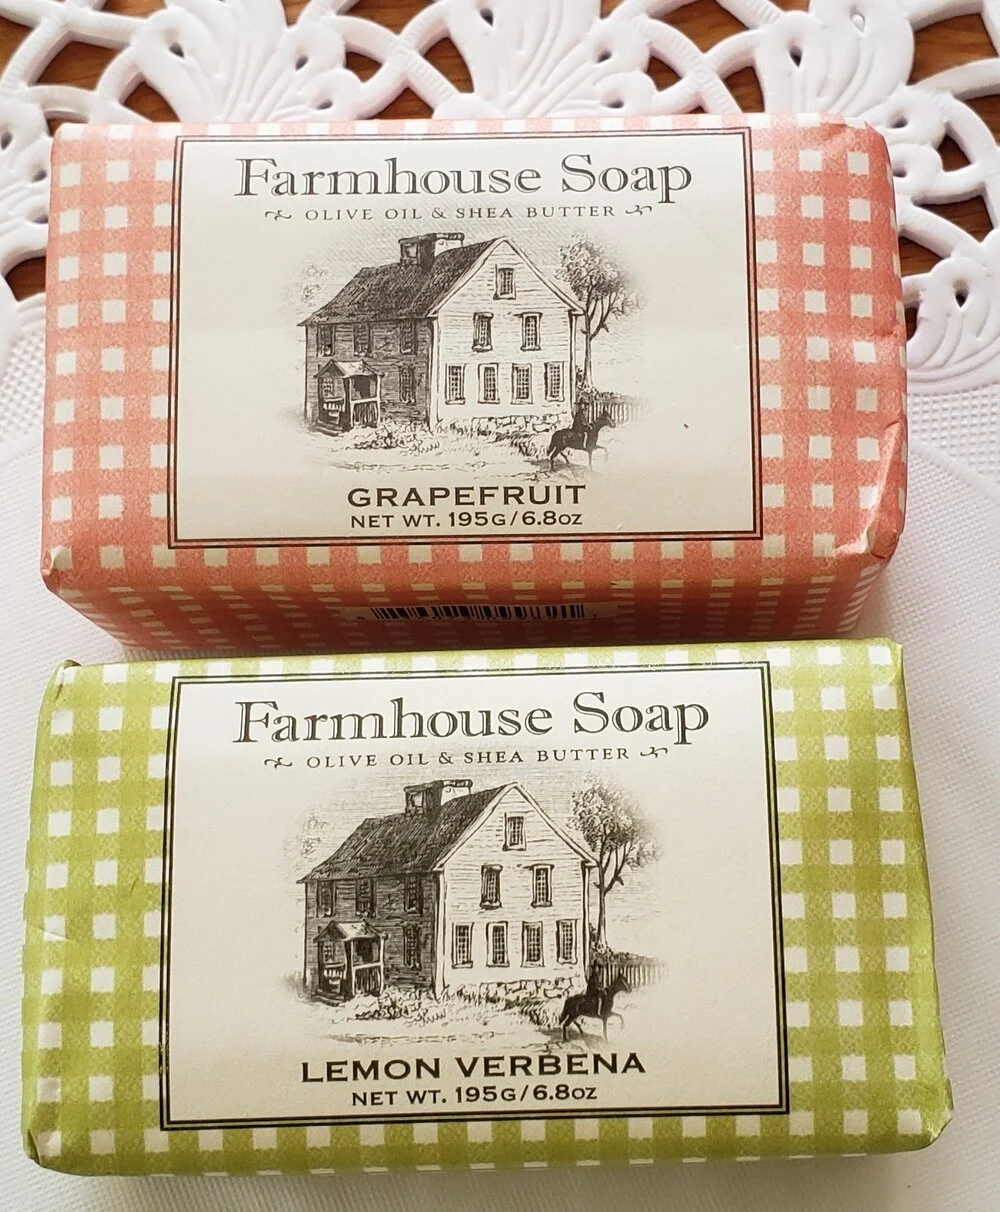 Farmhouse Soap
OLIVE OIL & SHEA BUTTER
GRAPEFRUIT
NET WT. 195G/6.8OZ
Farmhouse Soap
OLIVE OIL & SHEA BUTTER
LEMON VERBENA
NET WT. 195G/6.8OZ